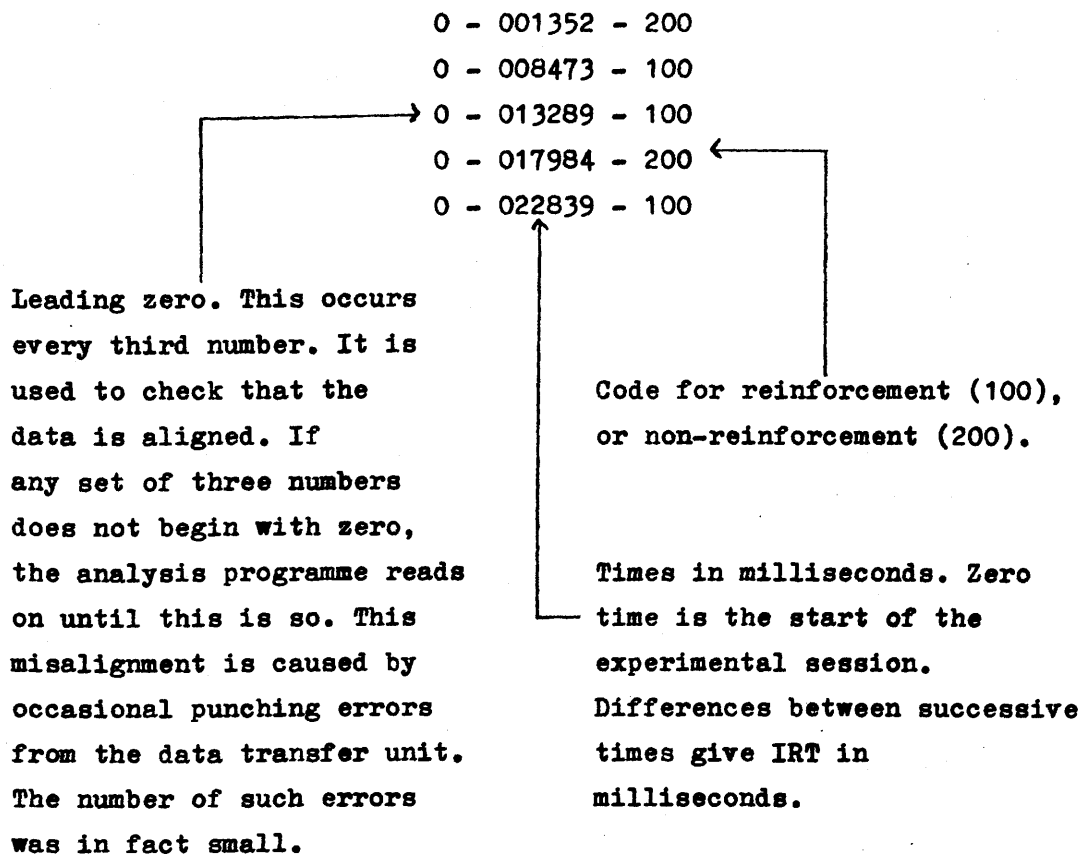 0 - 001352 - 200
0 - 008473 - 100
0 - 013289 - 100
0 - 017984 - 200
0 - 022839 - 100
Leading zero. This occurs
every third number. It is
used to check that the
data is aligned. If
any set of three numbers
does not begin with zero,
the analysis programme reads
on until this is so. This
misalignment is caused by
occasional punching errors
from the data transfer unit.
The number of such errors
was in fact small.
Code for reinforcement (100),
or non-reinforcement (200).
Times in milliseconds. Zero
time is the start of the
experimental session.
Differences between successive
times give IRT in
milliseconds.